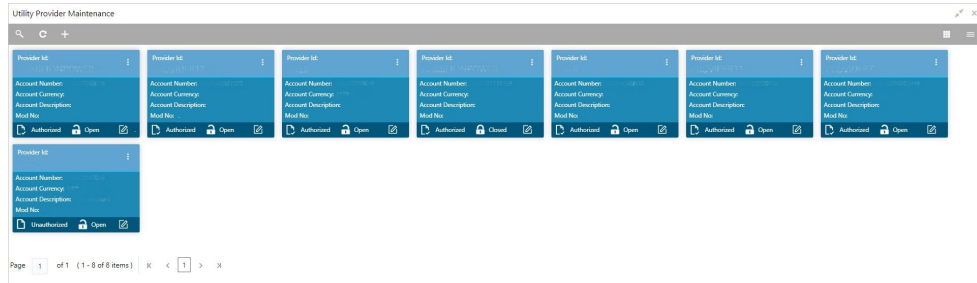 Utility Provider Maintenance
Provider Id:
Account Number:
Account Currency:
Account Description:
Mod No:
Authorized Open
Provider Id:
Account Number:
Account Currency:
Account Description:
Mod No:
Authorized Open
Provider Id:
Account Number:
Account Currency:
Account Description:
Mod No:
Authorized Open
Provider Id:
Account Number:
Account Currency:
Account Description:
Mod No:
Authorized Closed
Provider Id:
Account Number:
Account Currency:
Account Description:
Mod No:
Authorized Open
Provider Id:
Account Number:
Account Currency:
Account Description:
Mod No:
Authorized Open
Provider Id:
Account Number:
Account Currency:
Account Description:
Mod No:
Authorized Open
Provider Id:
Account Number:
Account Currency:
Account Description:
Mod No:
Unauthorized Open
Page 1 of 1 (1 - 8 of 8 items) 1